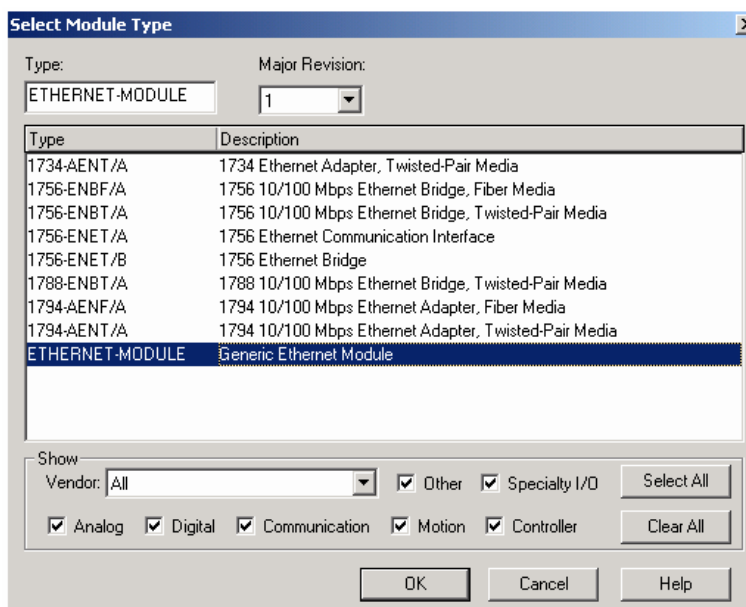 Select Module Type
Type: Major Revision:
ETHERNET-MODULE 1
Type Description
1734-AENT/A 1734 Ethernet Adapter, Twisted-Pair Media
1756-ENBF/A 1756 10/100 Mbps Ethernet Bridge, Fiber Media
1756-ENBT/A 1756 10/100 Mbps Ethernet Bridge, Twisted-Pair Media
1756-ENET/A 1756 Ethernet Communication Interface
1756-ENET/B 1756 Ethernet Bridge
1788-ENBT/A 1788 10/100 Mbps Ethernet Bridge, Twisted-Pair Media
1794-AENF/A 1794 10/100 Mbps Ethernet Adapter, Fiber Media
1794-AENT/A 1794 10/100 Mbps Ethernet Adapter, Twisted-Pair Media
ETHERNET-MODULE Generic Ethernet Module
Show
Vendor: All Other Specialty I/O Select All
Analog Digital Communication Motion Controller Clear All
OK Cancel Help